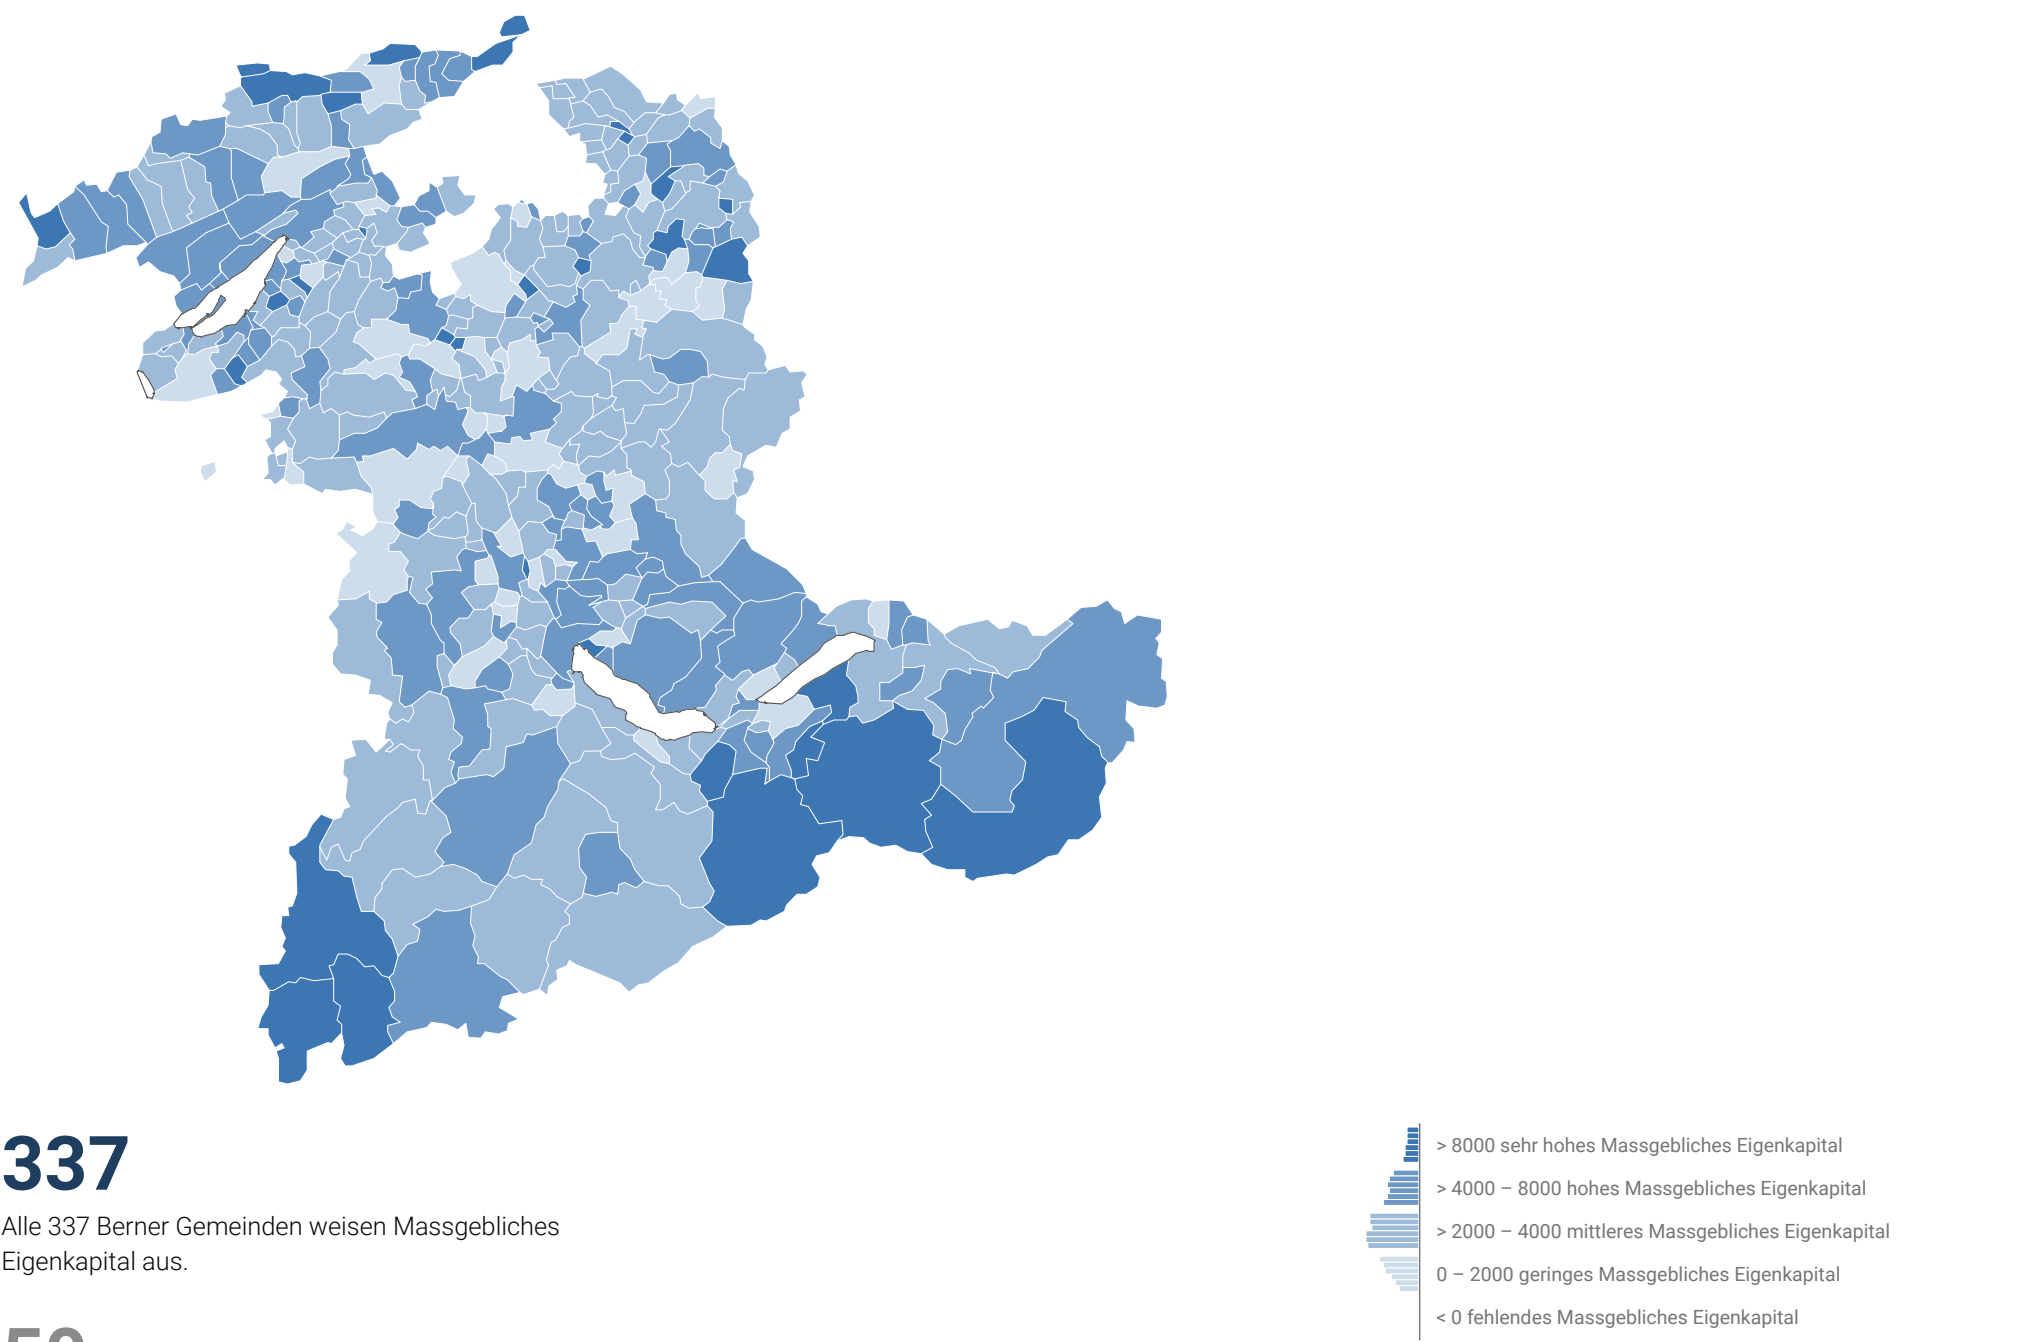 337
Alle 337 Berner Gemeinden weisen Massgebliches
Eigenkapital aus.
> 8000 sehr hohes Massgebliches Eigenkapital
> 4000 – 8000 hohes Massgebliches Eigenkapital
> 2000 – 4000 mittleres Massgebliches Eigenkapital
0 – 2000 geringes Massgebliches Eigenkapital
< 0 fehlendes Massgebliches Eigenkapital